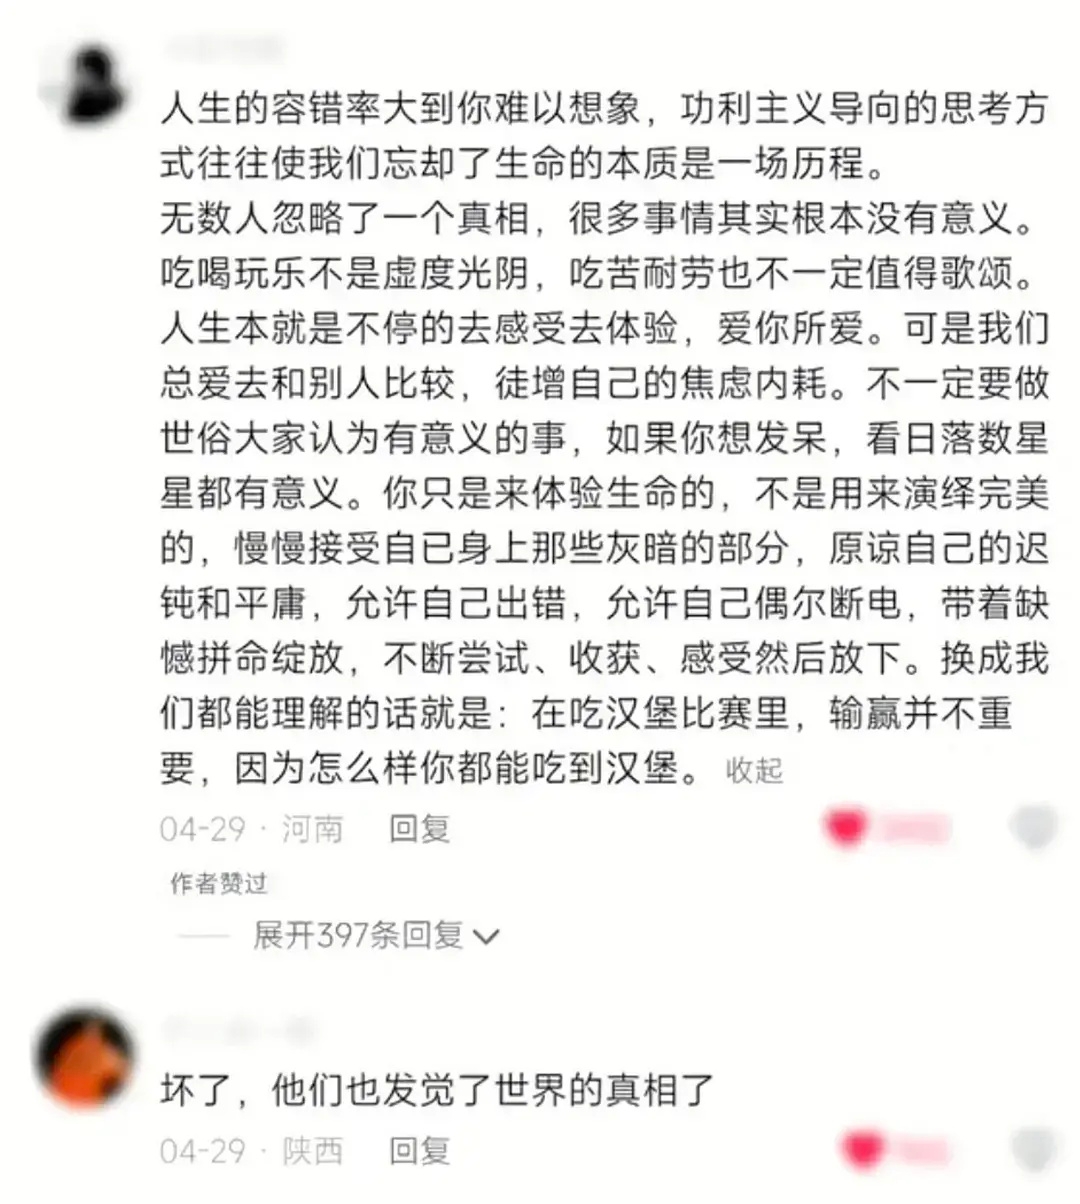 人生的容错率大到你难以想象，功利主义导向的思考方
式往往使我们忘却了生命的本质是一场历程。
无数人忽略了一个真相，很多事情其实根本没有意义。
吃喝玩乐不是虚度光阴，吃苦耐劳也不一定值得歌颂。
人生本就是不停的去感受去体验，爱你所爱。可是我们
总爱去和别人比较，徒增自己的焦虑内耗。不一定要做
世俗大家认为有意义的事，如果你想发呆，看日落数星
星都有意义。你只是来体验生命的，不是用来演绎完美
的，慢慢接受自已身上那些灰暗的部分，原谅自己的迟
钝和平庸，允许自己出错，允许自己偶尔断电，带着缺
憾拼命绽放，不断尝试、收获、感受然后放下。换成我
们都能理解的话就是：在吃汉堡比赛里，输赢并不重
要，因为怎么样你都能吃到汉堡。 收起
04-29 · 河南 回复
作者赞过
展开397条回复
坏了，他们也发觉了世界的真相了
04-29 · 陕西 回复